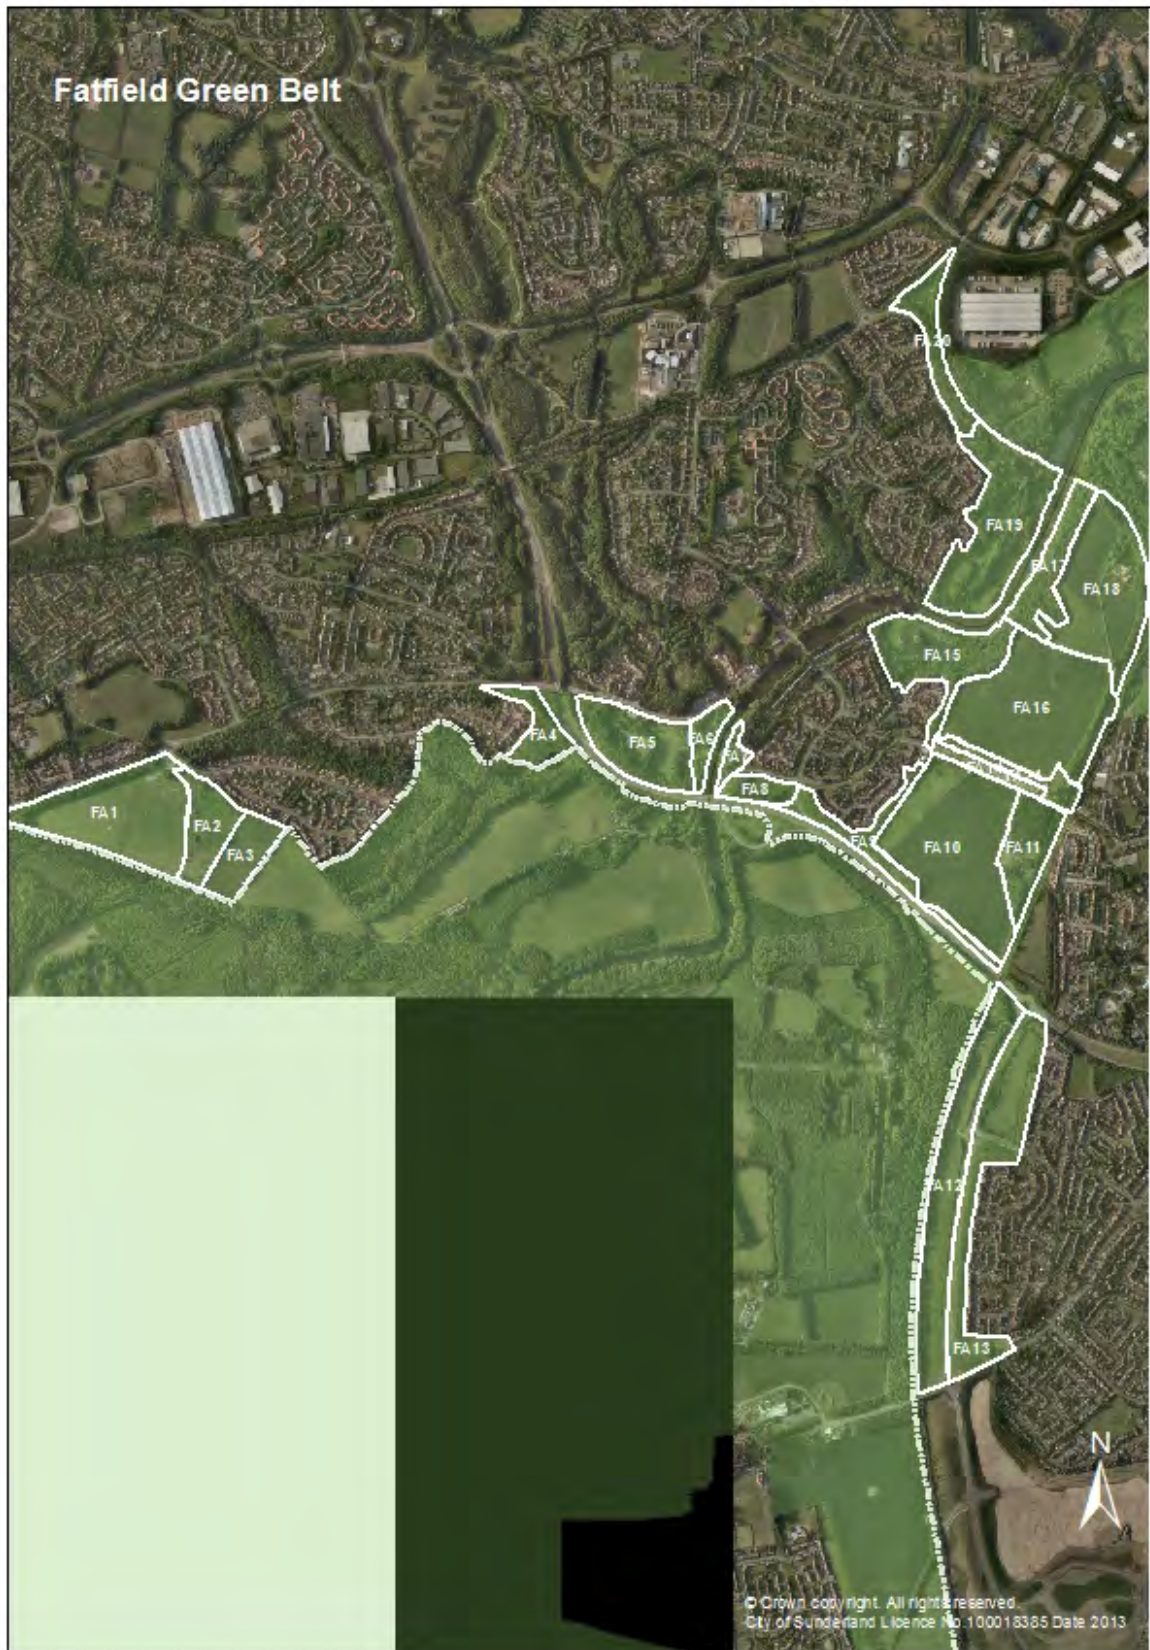 Fatfield Green Belt
FA20
FA19
FA17
FA18
FA15
FA16
FA4
FA5
FA6
FA8
FA1
FA2
FA3
FA10
FA11
FA12
FA13
N
© Crown copyright. All rights reserved.
City of Sunderland Licence No.100018385 Date 2013